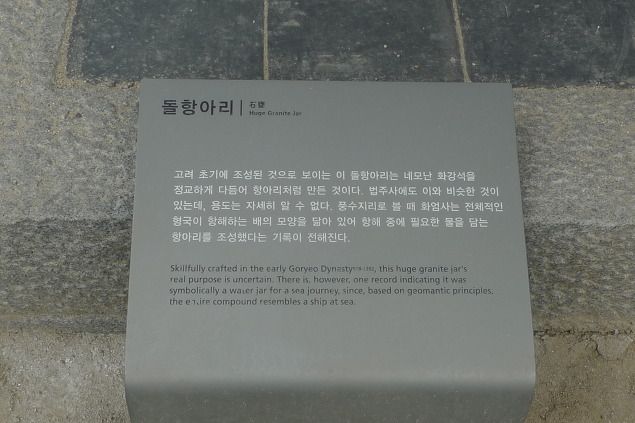 돌항아리 | 石甕
Huge Granite Jar
고려 초기에 조성된 것으로 보이는 이 돌항아리는 네모난 화강석을
정교하게 다듬어 항아리처럼 만든 것이다. 법주사에도 이와 비슷한 것이
있는데, 용도는 자세히 알 수 없다. 풍수지리로 볼 때 화엄사는 전체적인
형국이 항해하는 배의 모양을 닮아 있어 항해 중에 필요한 물을 담는
항아리를 조성했다는 기록이 전해진다.
Skillfully crafted in the early Goryeo Dynasty918-1392, this huge granite jar's
real purpose is uncertain. There is, however, one record indicating it was
symbolically a water jar for a sea journey, since, based on geomantic principles,
the entire compound resembles a ship at sea.